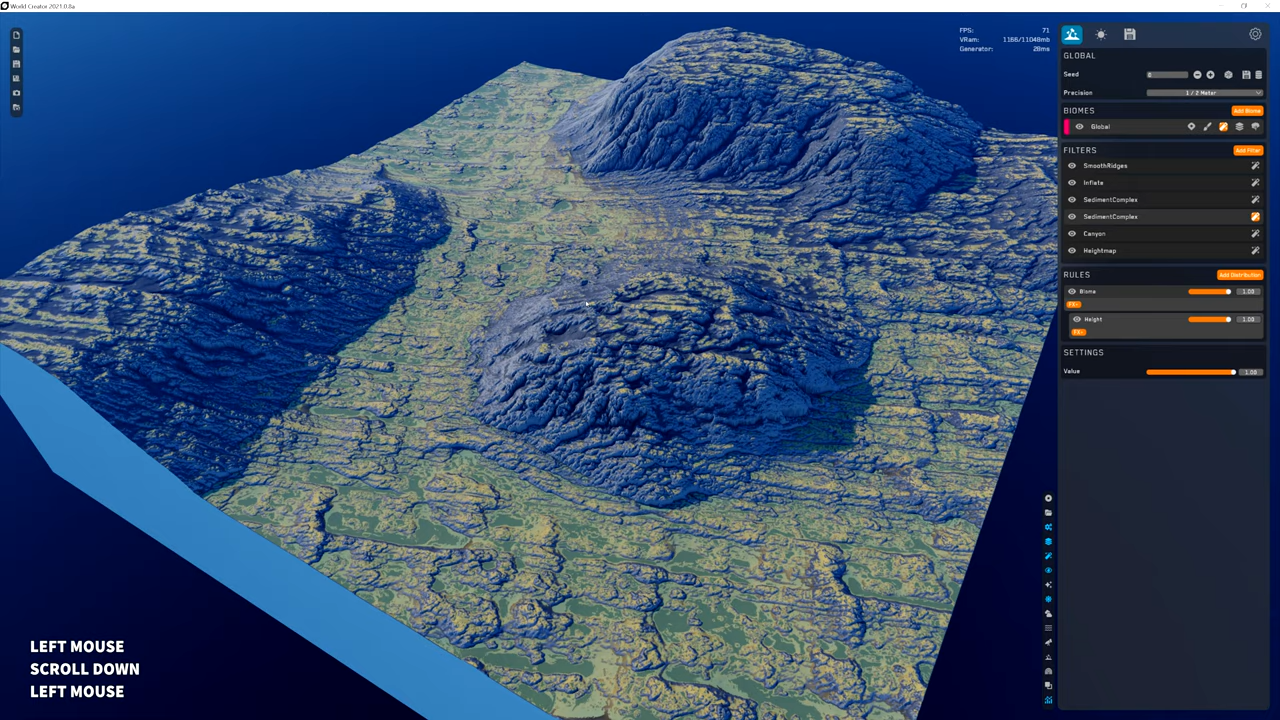 World Creator 2021.0.8a
FPS: 71
VRam: 1186/11048mb
Generator: 28ms
GLOBAL
Seed
Precision 1 / 2 Meter
BIOMES Add Biome
Global
FILTERS Add Filter
SmoothRidges
Inflate
SedimentComplex
SedimentComplex
Canyon
Heightmap
RULES Add Distribution
Biome 1.00
Height 1.00
SETTINGS
Value 1.00
LEFT MOUSE
SCROLL DOWN
LEFT MOUSE